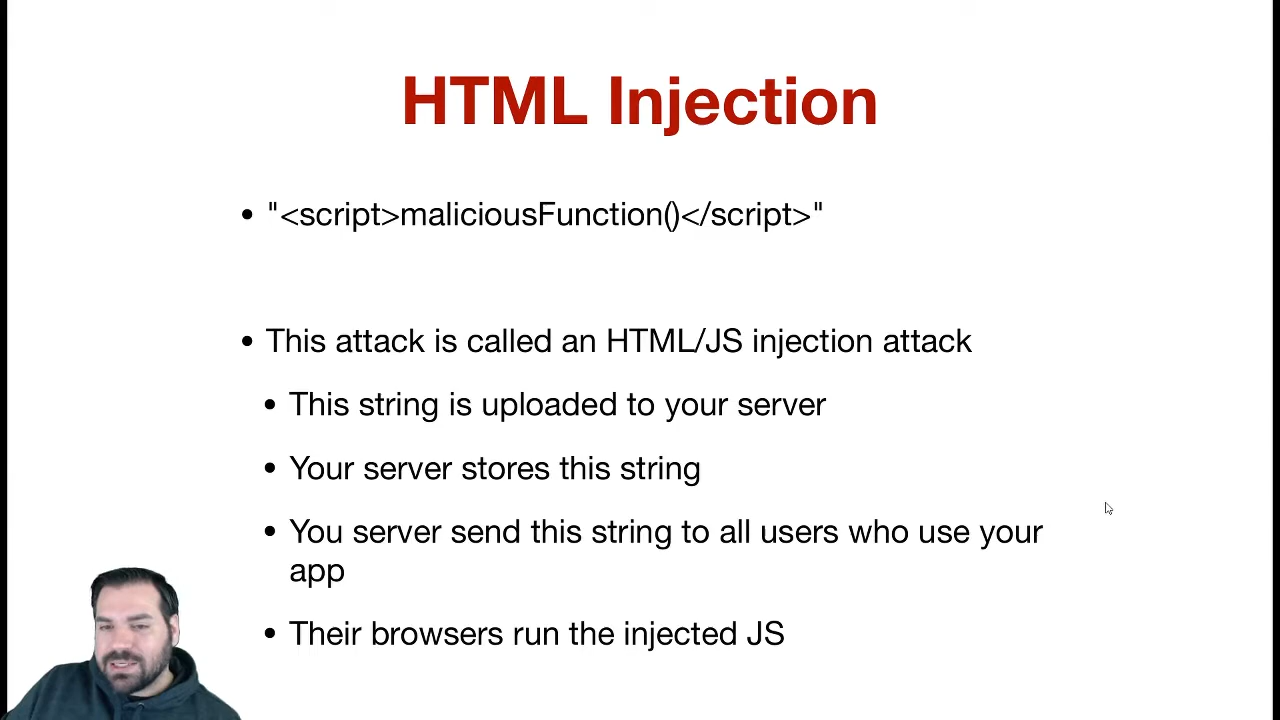 HTML Injection
• "<script>maliciousFunction()</script>"
• This attack is called an HTML/JS injection attack
• This string is uploaded to your server
• Your server stores this string
• You server send this string to all users who use your
app
• Their browsers run the injected JS